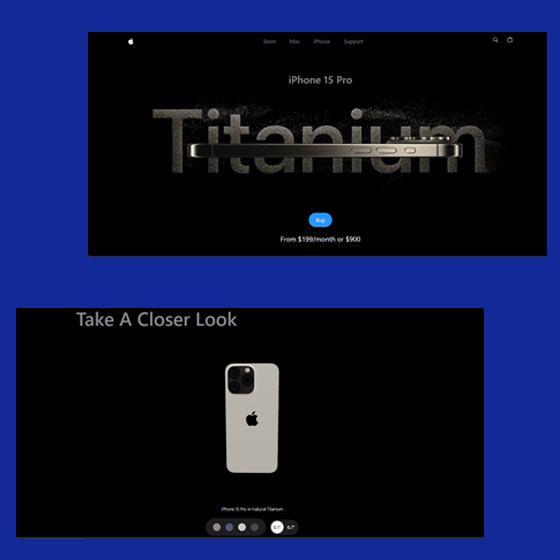 Store Mac iPhone Support
iPhone 15 Pro
Titanium
Buy
From $199/month or $900
Take A Closer Look
iPhone 15 Pro in Natural Titanium
6.1" 6.7"